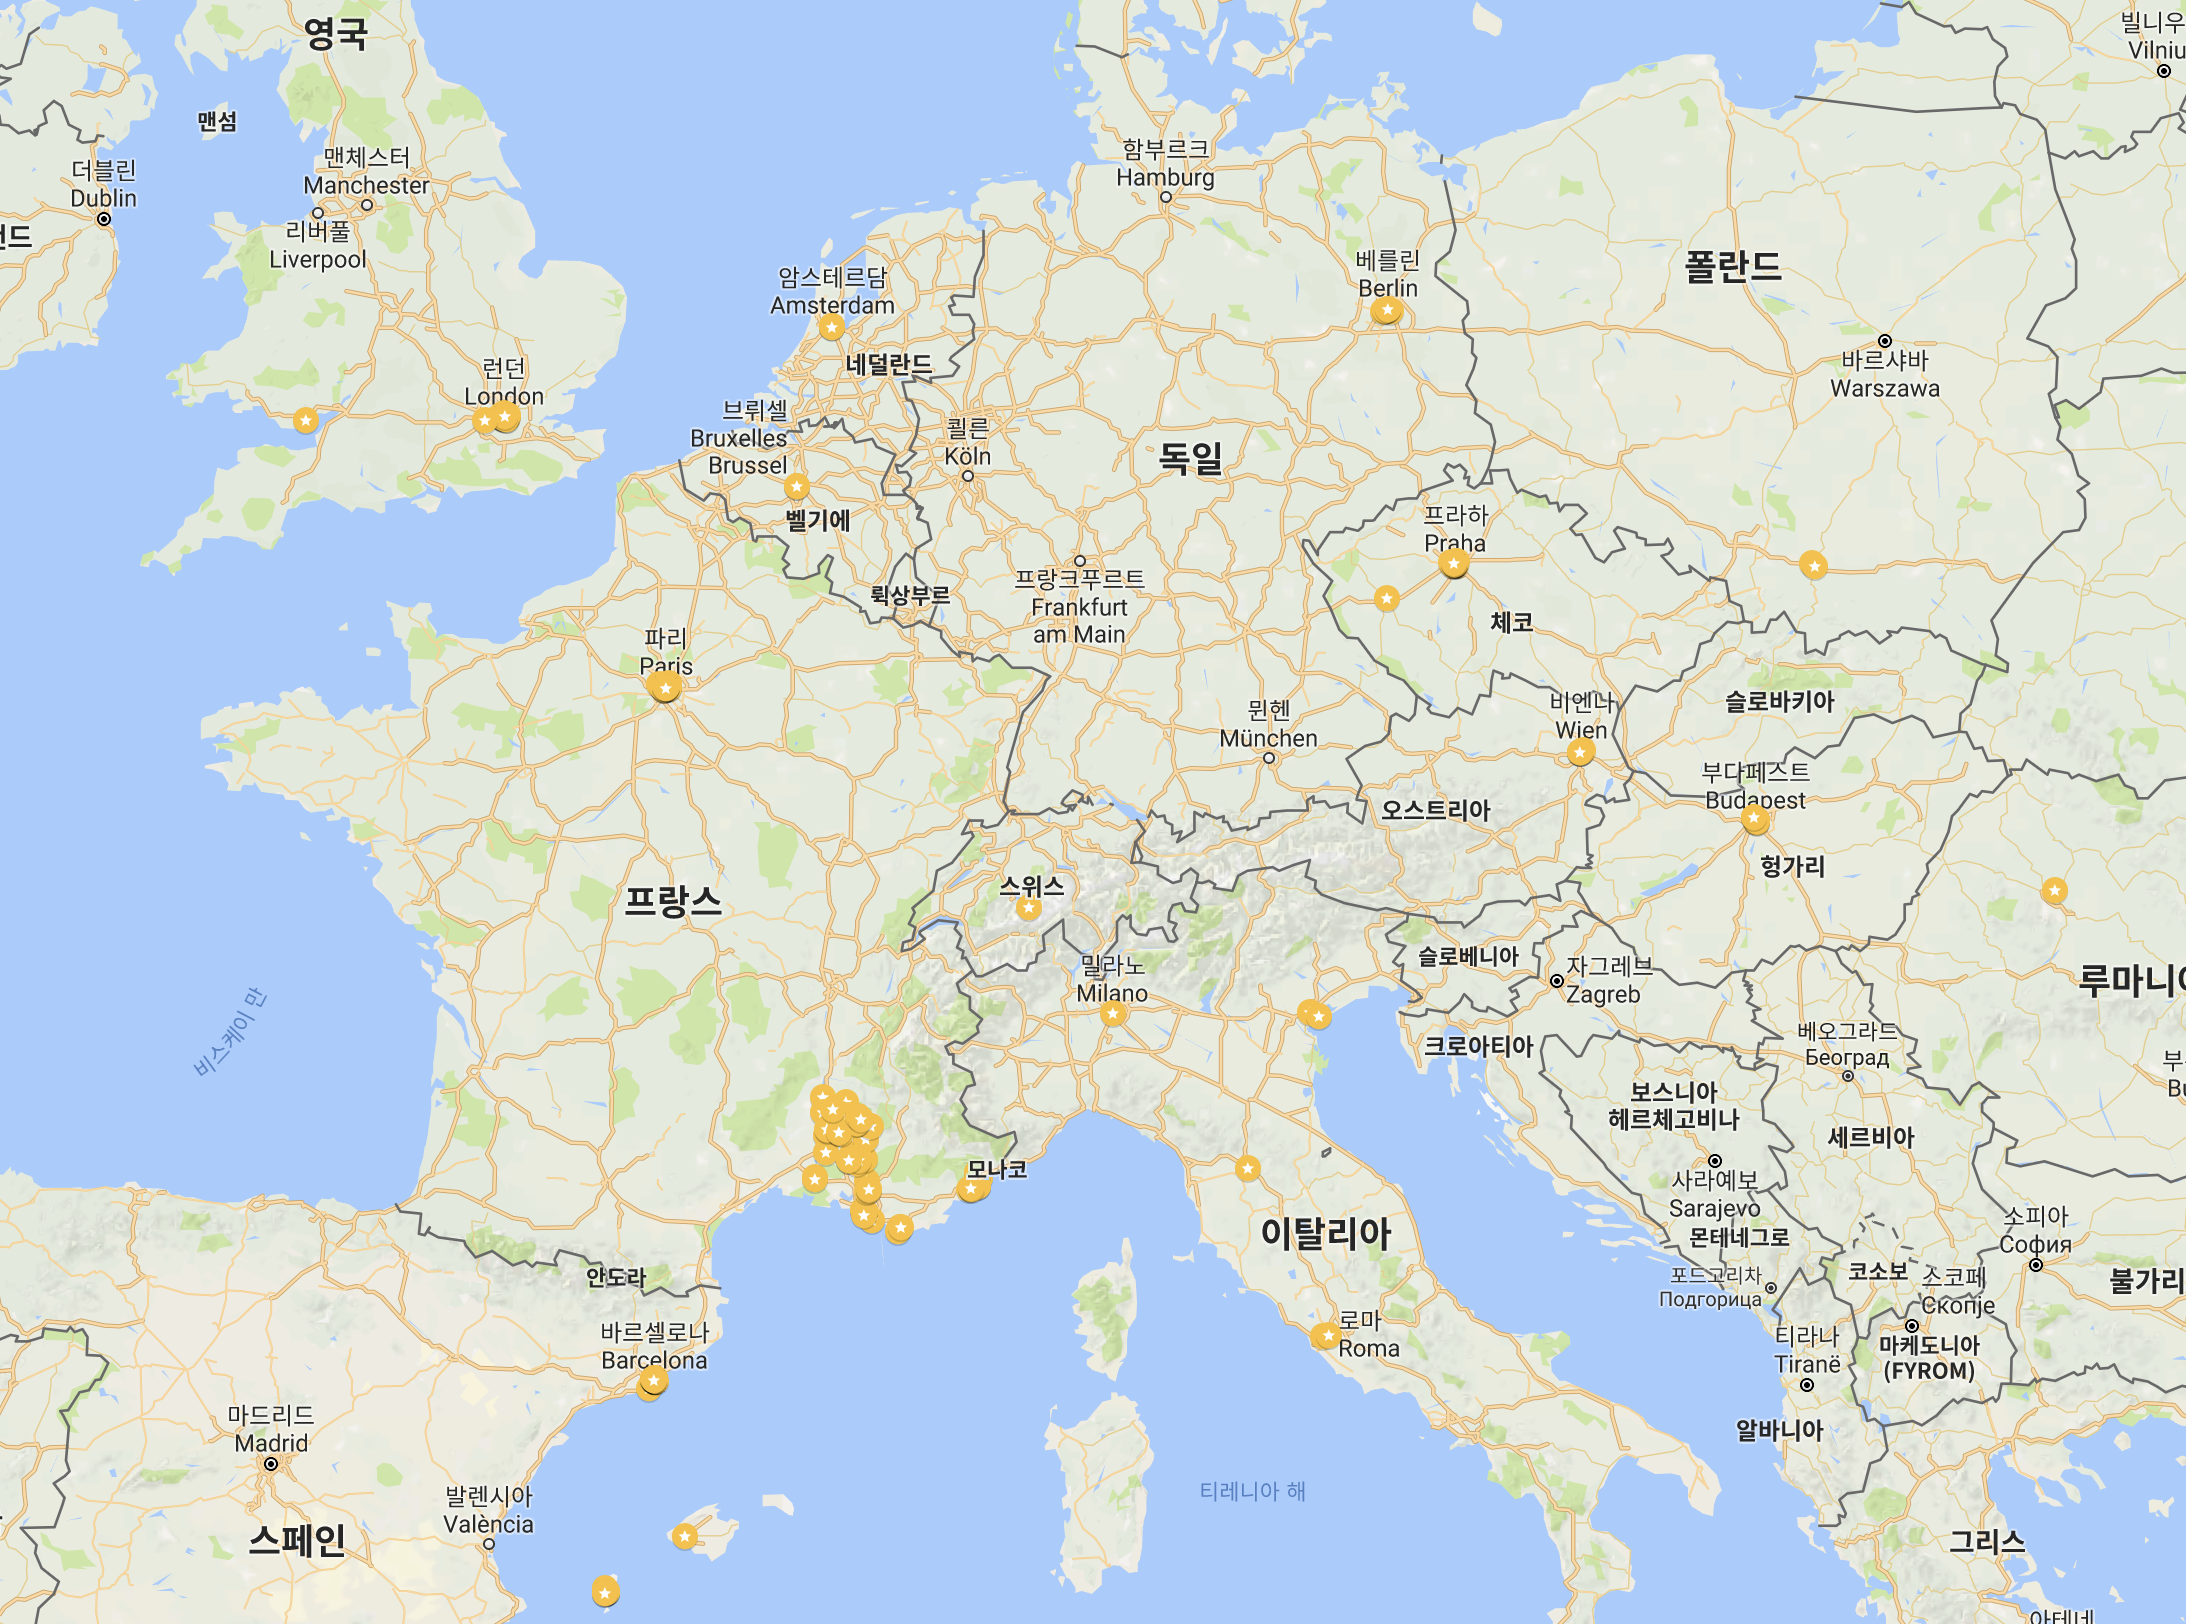 영국
빌니우
Vilniu
맨섬
더블린
Dublin
맨체스터
Manchester
리버풀
Liverpool
함부르크
Hamburg
드
암스테르담
Amsterdam
베를린
Berlin
폴란드
네덜란드
바르샤바
Warszawa
런던
London
브뤼셀
Bruxelles
Brussel
쾰른
Köln
독일
벨기에
프라하
Praha
프랑크푸르트
Frankfurt
am Main
룩상부르
체코
파리
Paris
뮌헨
München
비엔나
Wien
슬로바키아
부다페스트
Budapest
오스트리아
헝가리
프랑스
스위스
슬로베니아
자그레브
Zagreb
루마니
밀라노
Milano
비스케이 만
크로아티아
베오그라드
Београд
부
Bu
보스니아
헤르체고비나
세르비아
모나코
사라예보
Sarajevo
몬테네그로
소피아
София
이탈리아
안도라
포드고리차
Подгорица
코소보
스코페
Скопје
불가리
로마
Roma
바르셀로나
Barcelona
티라나
Tiranë
마케도니아
(FYROM)
마드리드
Madrid
알바니아
발렌시아
València
티레니아 해
스페인
그리스
아테네